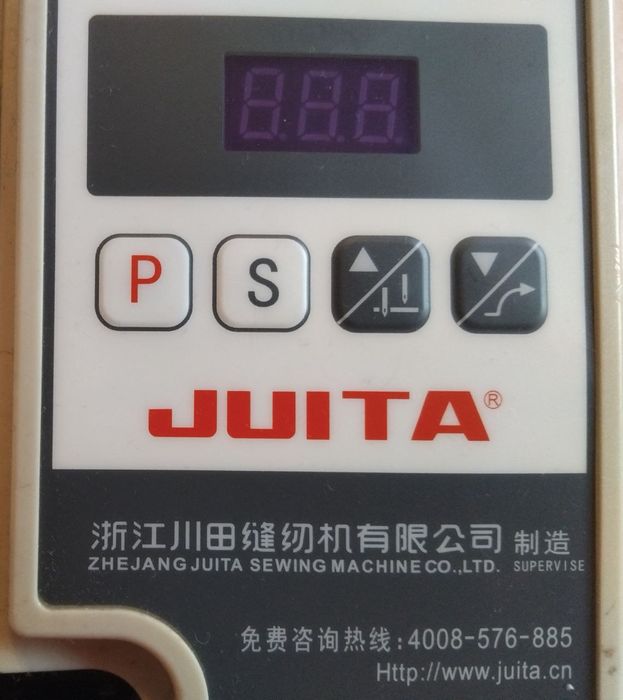 P S
JUITA®
浙江川田缝纫机有限公司 制造
ZHEJANG JUITA SEWING MACHINE CO.,LTD. SUPERVISE
免费咨询热线:4008-576-885
Http://www.juita.cn